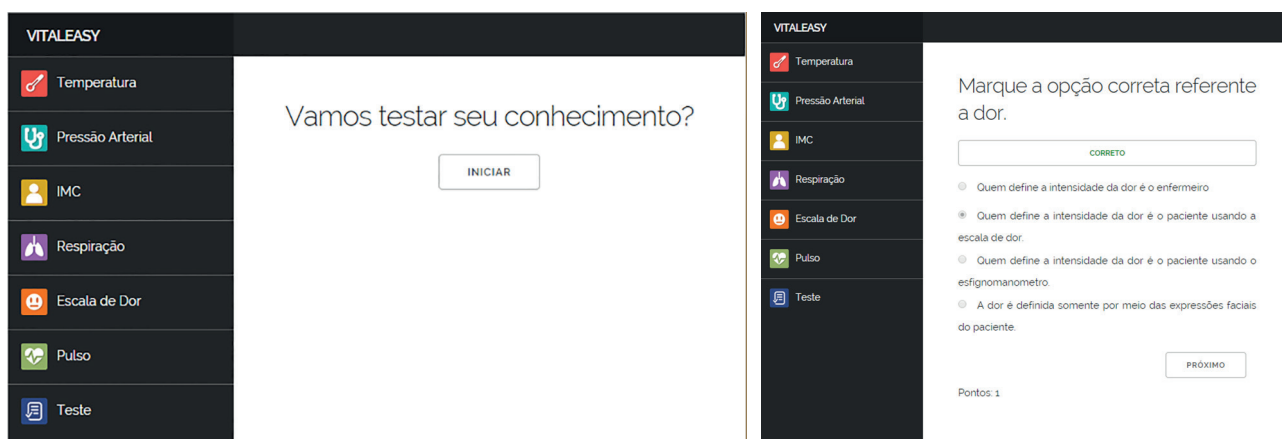 VITALEASY
Temperatura
Pressão Arterial
IMC
Respiração
Escala de Dor
Pulso
Teste
Vamos testar seu conhecimento?
INICIAR
VITALEASY
Temperatura
Pressão Arterial
IMC
Respiração
Escala de Dor
Pulso
Teste
Marque a opção correta referente
a dor.
CORRETO
Quem define a intensidade da dor é o enfermeiro
Quem define a intensidade da dor é o paciente usando a
escala de dor.
Quem define a intensidade da dor é o paciente usando o
esfignomanometro.
A dor é definida somente por meio das expressões faciais
do paciente.
PRÓXIMO
Pontos: 1